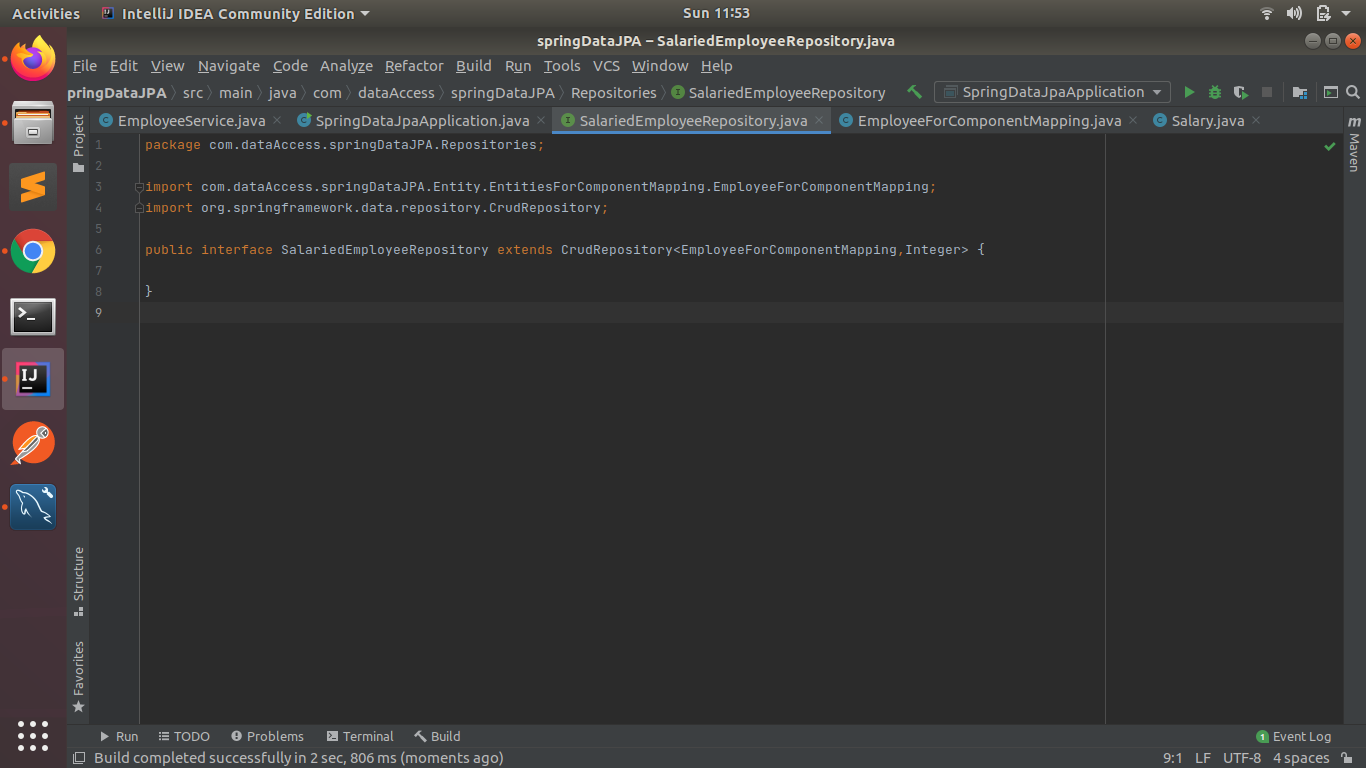 Activities IntelliJ IDEA Community Edition Sun 11:53
springDataJPA – SalariedEmployeeRepository.java
File Edit View Navigate Code Analyze Refactor Build Run Tools VCS Window Help
pringDataJPA src main java com dataAccess springDataJPA Repositories I SalariedEmployeeRepository SpringDataJpaApplication
C EmployeeService.java C SpringDataJpaApplication.java I SalariedEmployeeRepository.java C EmployeeForComponentMapping.java C Salary.java
Project
Structure
Favorites
m Maven
IJ
1 package com.dataAccess.springDataJPA.Repositories;
2
3 import com.dataAccess.springDataJPA.Entity.EntitiesForComponentMapping.EmployeeForComponentMapping;
4 import org.springframework.data.repository.CrudRepository;
5
6 public interface SalariedEmployeeRepository extends CrudRepository<EmployeeForComponentMapping,Integer> {
7
8 }
9
Run TODO Problems Terminal Build 1 Event Log
Build completed successfully in 2 sec, 806 ms (moments ago) 9:1 LF UTF-8 4 spaces